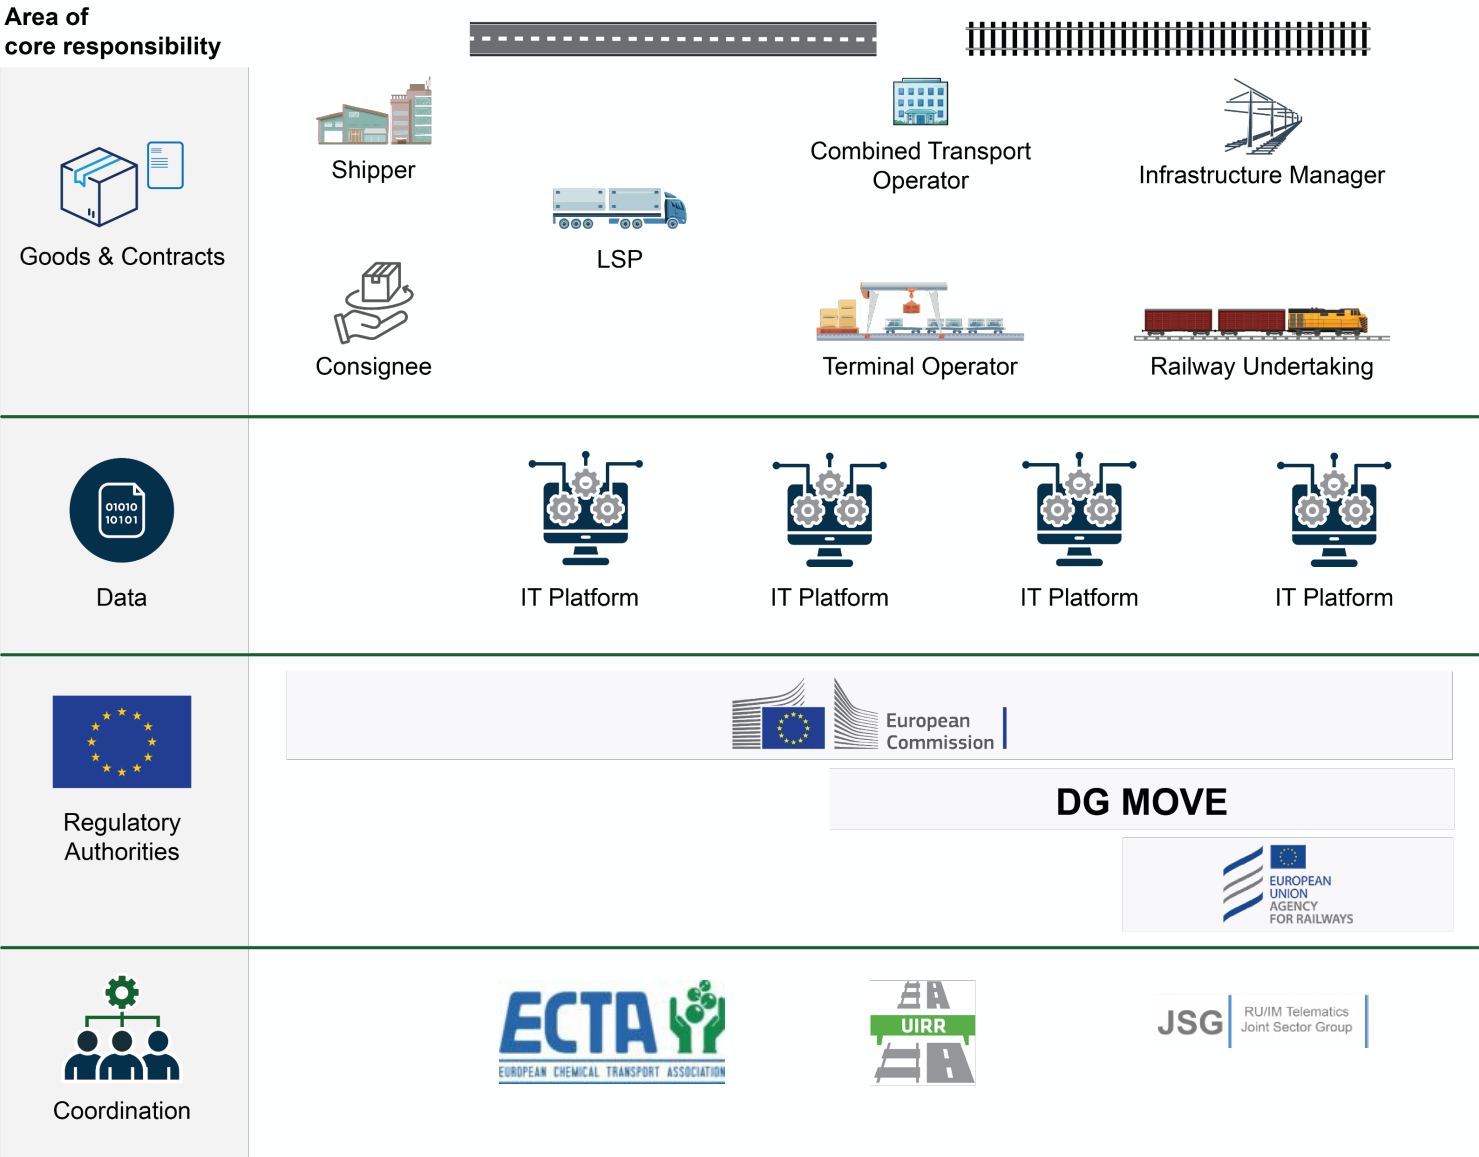 Area of
core responsibility
Shipper
Combined Transport
Operator
Infrastructure Manager
Goods & Contracts
LSP
Consignee
Terminal Operator
Railway Undertaking
01010
10101
Data
IT Platform
IT Platform
IT Platform
IT Platform
European
Commission
DG MOVE
Regulatory
Authorities
EUROPEAN
UNION
AGENCY
FOR RAILWAYS
ECTA
EUROPEAN CHEMICAL TRANSPORT ASSOCIATION
UIRR
JSG
RU/IM Telematics
Joint Sector Group
Coordination